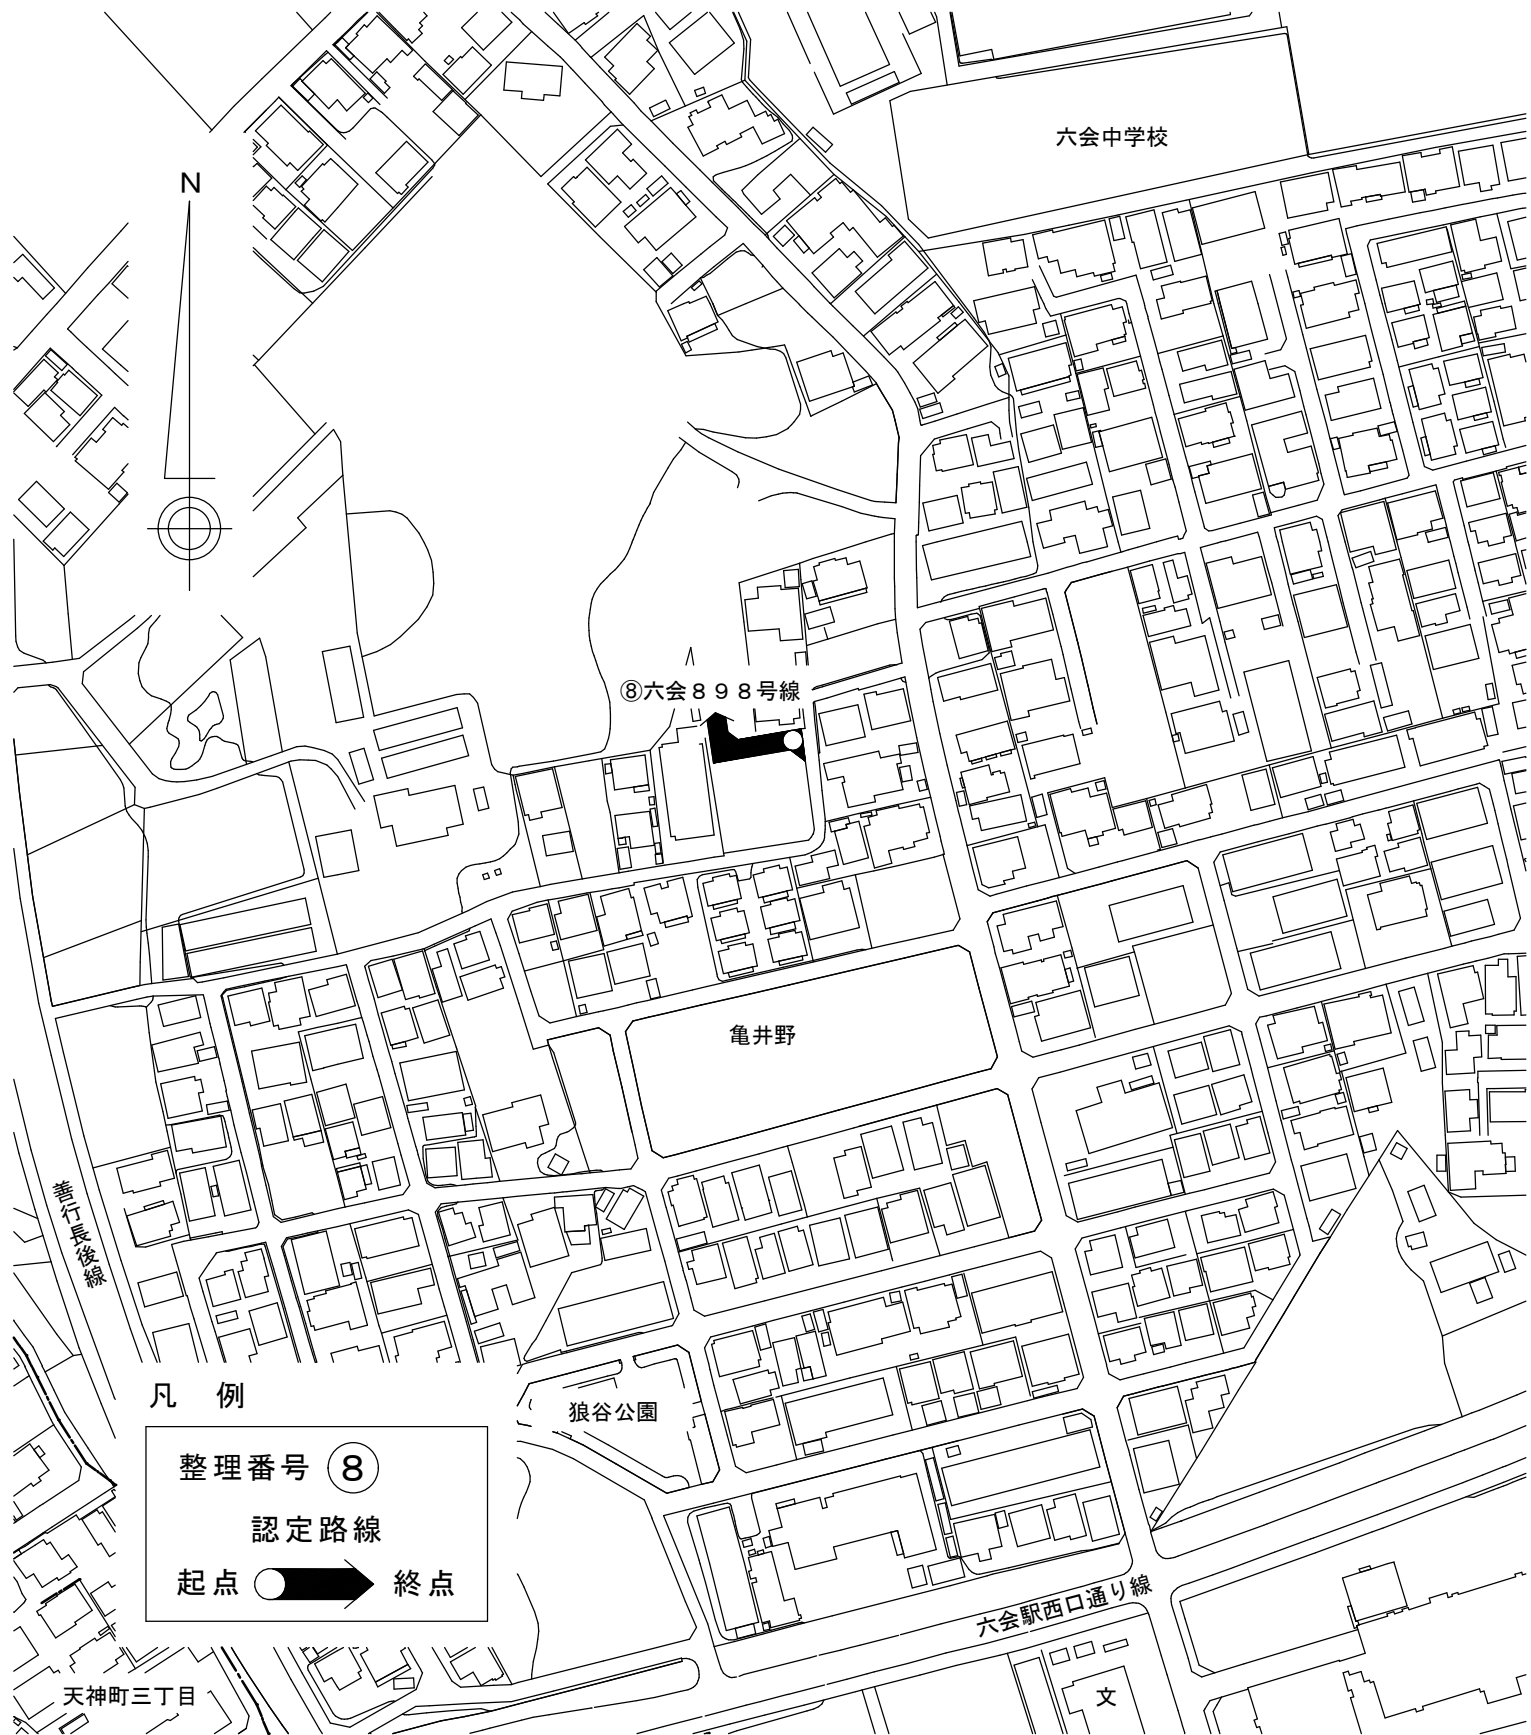 六会中学校
N
⑧六会８９８号線
亀井野
善行長後線
凡　例
狼谷公園
整理番号 ⑧
認定路線
起点 終点
六会駅西口通り線
天神町三丁目
文